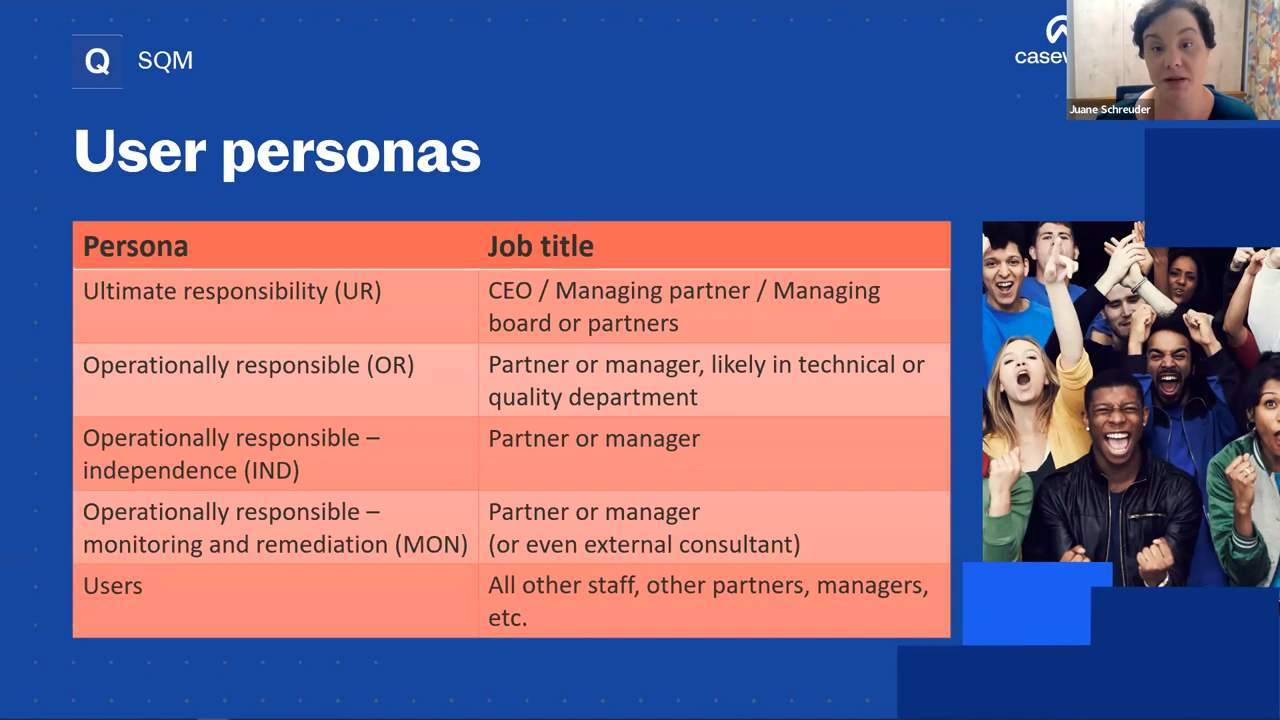 Q SQM
casew
Juane Schreuder
User personas
Persona Job title
Ultimate responsibility (UR) CEO / Managing partner / Managing
board or partners
Operationally responsible (OR) Partner or manager, likely in technical or
quality department
Operationally responsible – Partner or manager
independence (IND)
Operationally responsible – Partner or manager
monitoring and remediation (MON) (or even external consultant)
Users All other staff, other partners, managers,
etc.